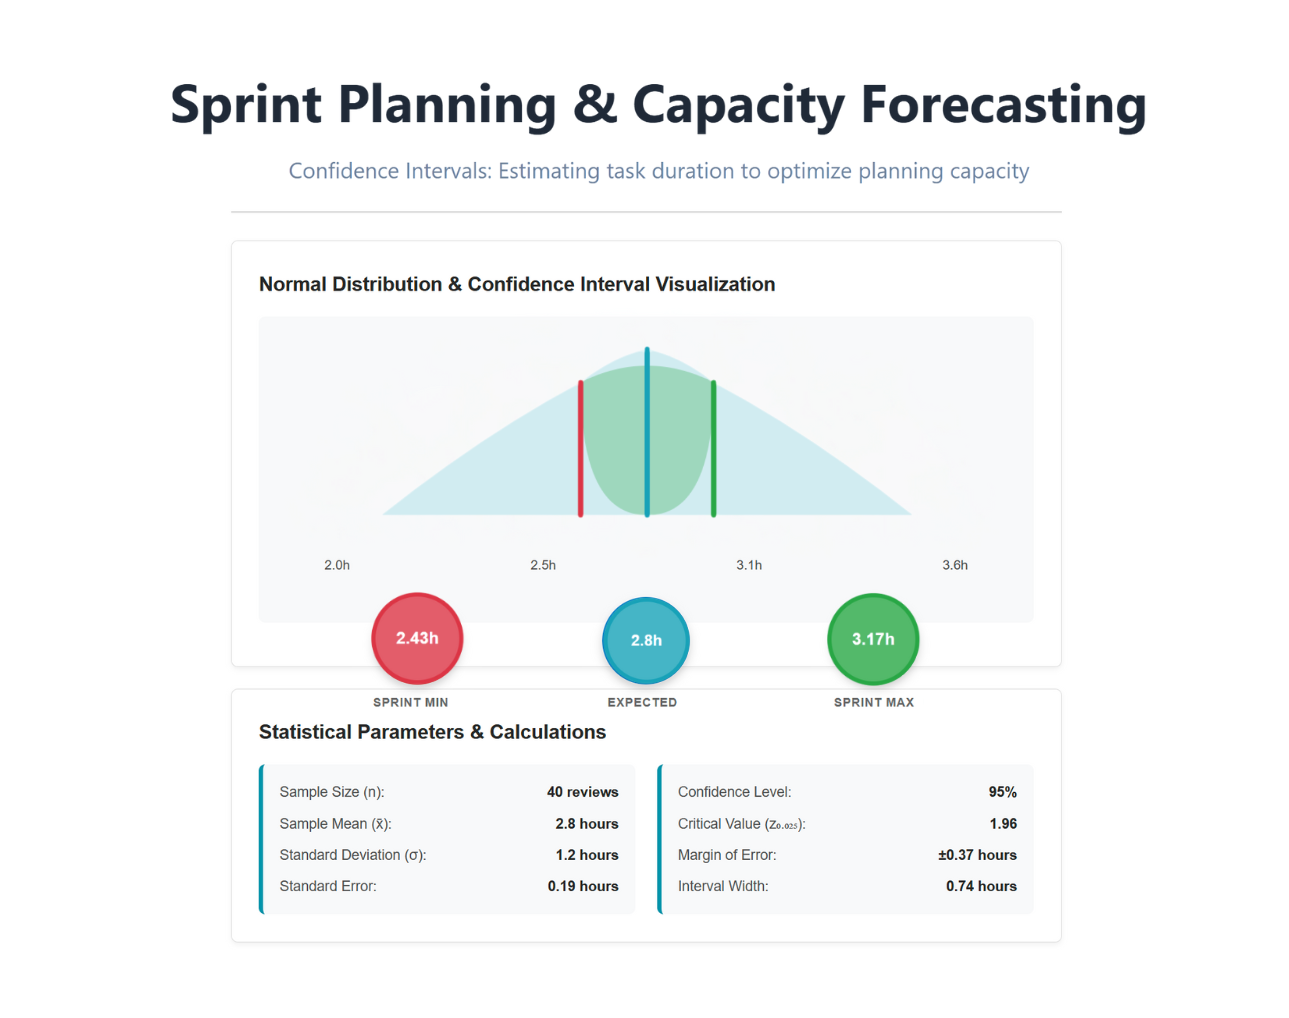 Sprint Planning & Capacity Forecasting
Confidence Intervals: Estimating task duration to optimize planning capacity
Normal Distribution & Confidence Interval Visualization
2.0h 2.5h 3.1h 3.6h
2.43h 2.8h 3.17h
SPRINT MIN EXPECTED SPRINT MAX
Statistical Parameters & Calculations
Sample Size (n): 40 reviews
Sample Mean (x̄): 2.8 hours
Standard Deviation (σ): 1.2 hours
Standard Error: 0.19 hours
Confidence Level: 95%
Critical Value (z₀.₀₂₅): 1.96
Margin of Error: ±0.37 hours
Interval Width: 0.74 hours